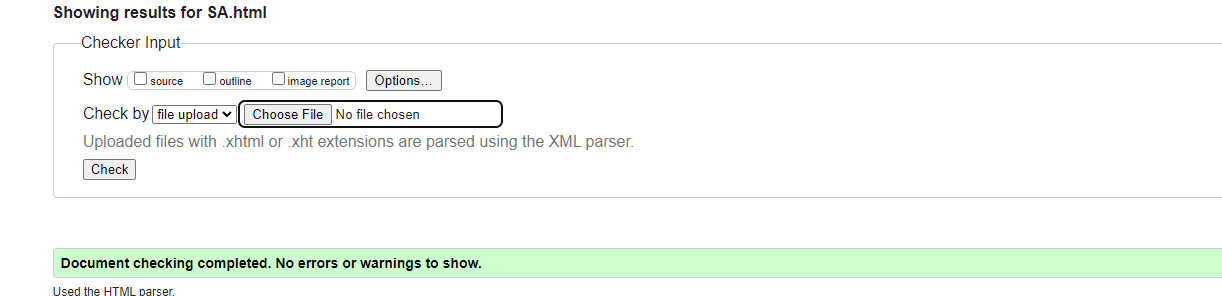 Showing results for SA.html
Checker Input
Show source outline image report Options...
Check by file upload Choose File No file chosen
Uploaded files with .xhtml or .xht extensions are parsed using the XML parser.
Check
Document checking completed. No errors or warnings to show.
Used the HTML parser.